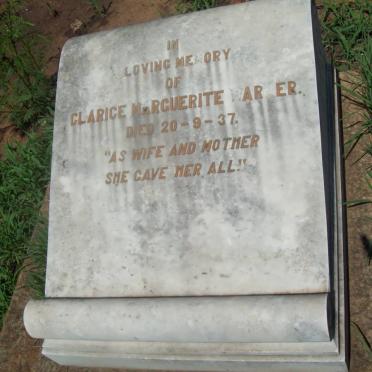 IN
LOVING MEMORY
OF
CLARICE MARGUERITE
DIED 20-9-37.
"AS WIFE AND MOTHER
SHE GAVE HER ALL."